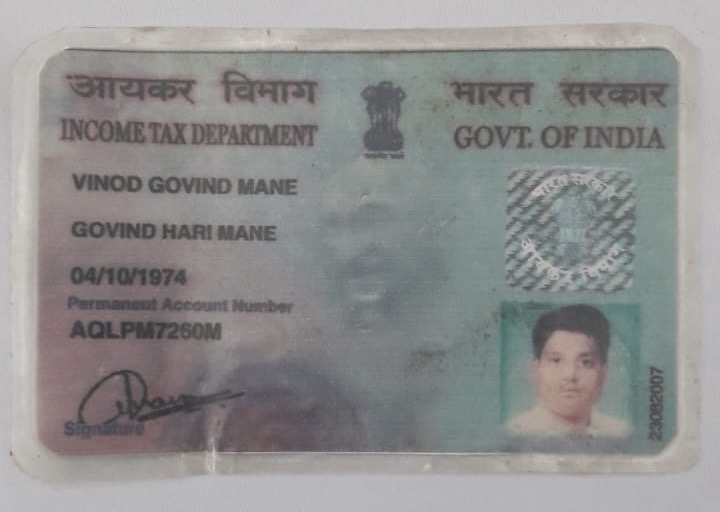 आयकर विभाग
भारत सरकार
INCOME TAX DEPARTMENT
GOVT. OF INDIA
VINOD GOVIND MANE
GOVIND HARI MANE
04/10/1974
Permanent Account Number
AQLPM7260M
Signature
23082007